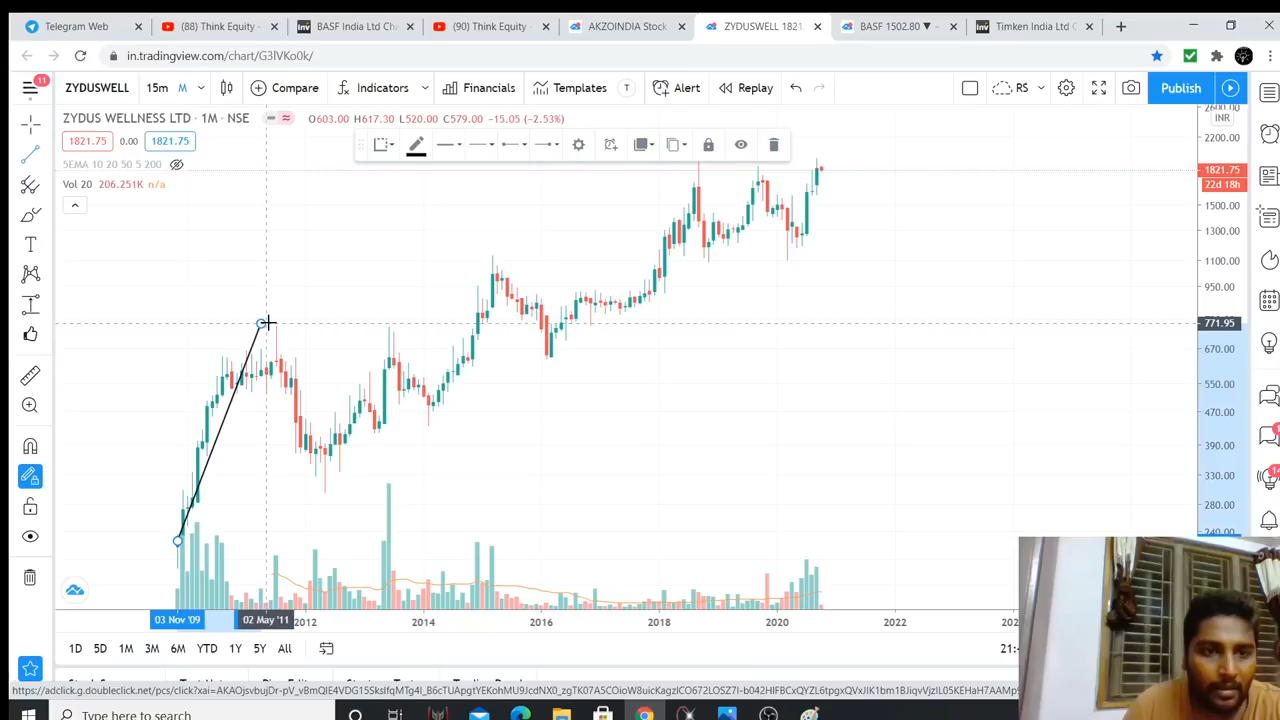 Telegram Web
(88) Think Equity -
BASF India Ltd Ch
(90) Think Equity -
AKZOINDIA Stock
ZYDUSWELL 1821.
BASF 1502.80 ▼ -
Timken India Ltd C
in.tradingview.com/chart/G3lVKo0k/
11
ZYDUSWELL 15m M Compare Indicators Financials Templates T Alert Replay RS Publish
ZYDUS WELLNESS LTD · 1M · NSE O603.00 H617.30 L520.00 C579.00 (−2.53%)
1821.75 0.00 1821.75
5EMA 10 20 50 5 200
Vol 20 206.251K n/a
INR
2200.00
1821.75
22d 18h
1500.00
1300.00
1100.00
950.00
771.95
670.00
550.00
470.00
390.00
330.00
280.00
240.00
03 Nov '09 02 May '11 2012 2014 2016 2018 2020 2022
1D 5D 1M 3M 6M YTD 1Y 5Y All
Type here to search